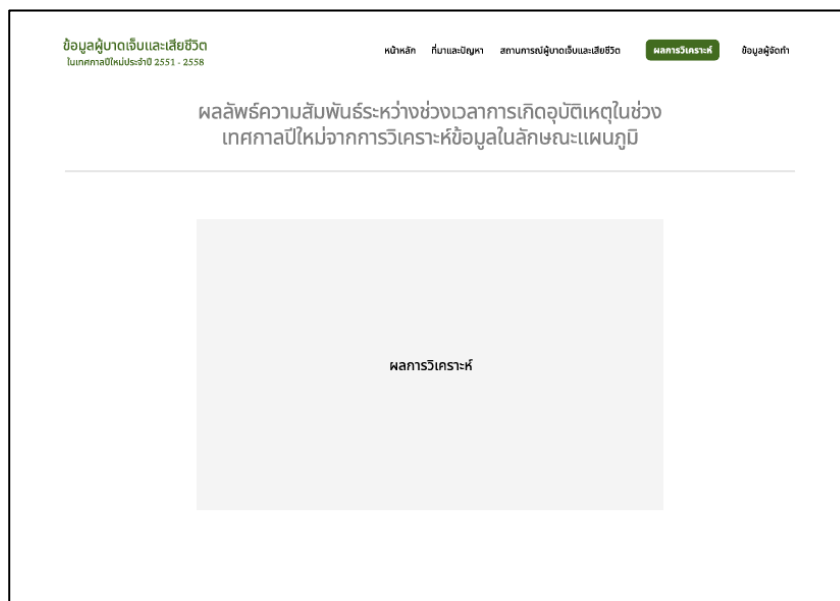 ข้อมูลผู้บาดเจ็บและเสียชีวิต
ในเทศกาลปีใหม่ประจำปี 2551 - 2558
หน้าหลัก ที่มาและปัญหา สถานการณ์ผู้บาดเจ็บและเสียชีวิต ผลการวิเคราะห์ ข้อมูลผู้จัดทำ
ผลลัพธ์ความสัมพันธ์ระหว่างช่วงเวลาการเกิดอุบัติเหตุในช่วง
เทศกาลปีใหม่จากการวิเคราะห์ข้อมูลในลักษณะแผนภูมิ
ผลการวิเคราะห์